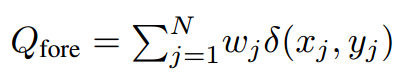 Q_fore = ∑_{j=1}^{N} w_j δ(x_j, y_j)